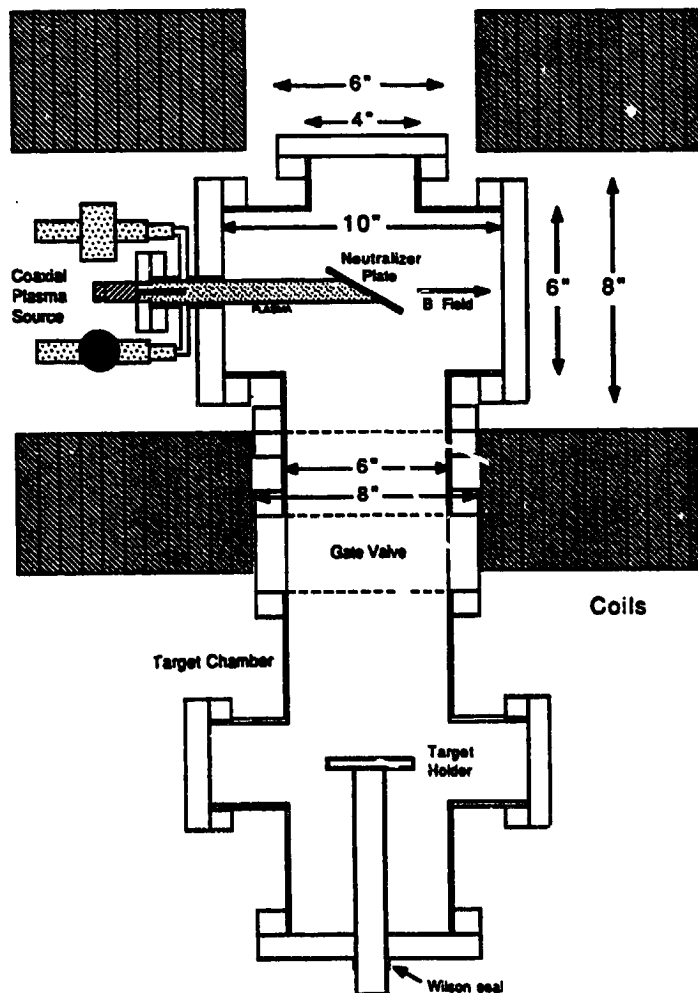 6"
4"
10"
Neutralizer
Plate
Coaxial
Plasma
Source
PLASMA
B Field
6"
8"
6"
8"
Gate Valve
Coils
Target Chamber
Target
Holder
Wilson seal